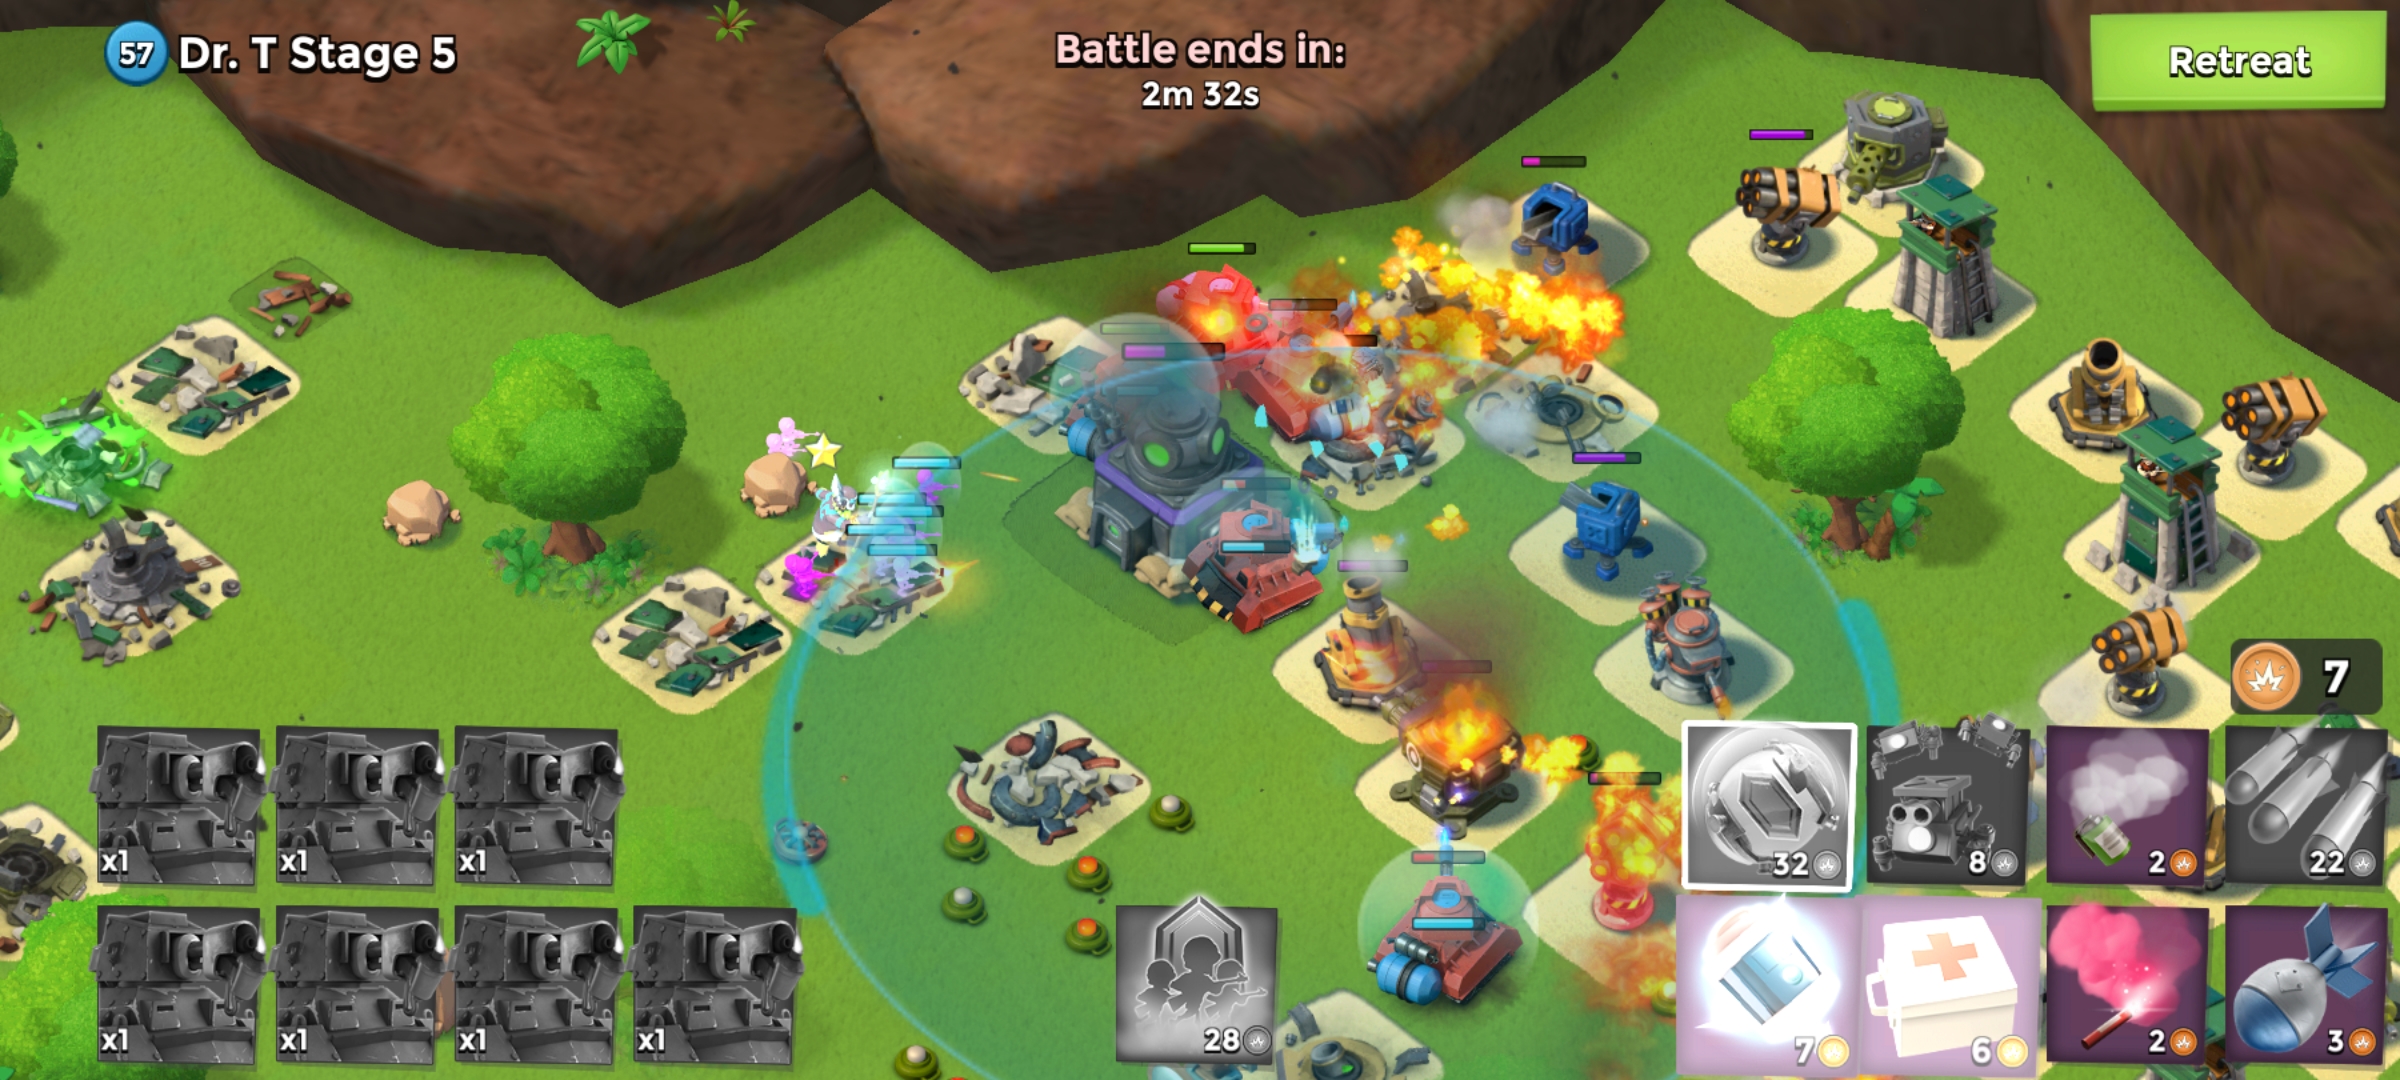 57 Dr. T Stage 5
Battle ends in:
2m 32s
Retreat
7
x1 x1 x1
32 8 2 22
x1 x1 x1 x1
28
7 6 2 3